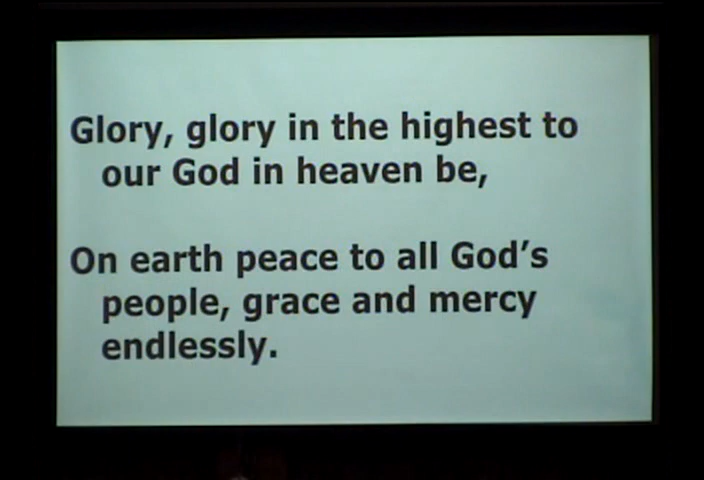 Glory, glory in the highest to
our God in heaven be,
On earth peace to all God’s
people, grace and mercy
endlessly.